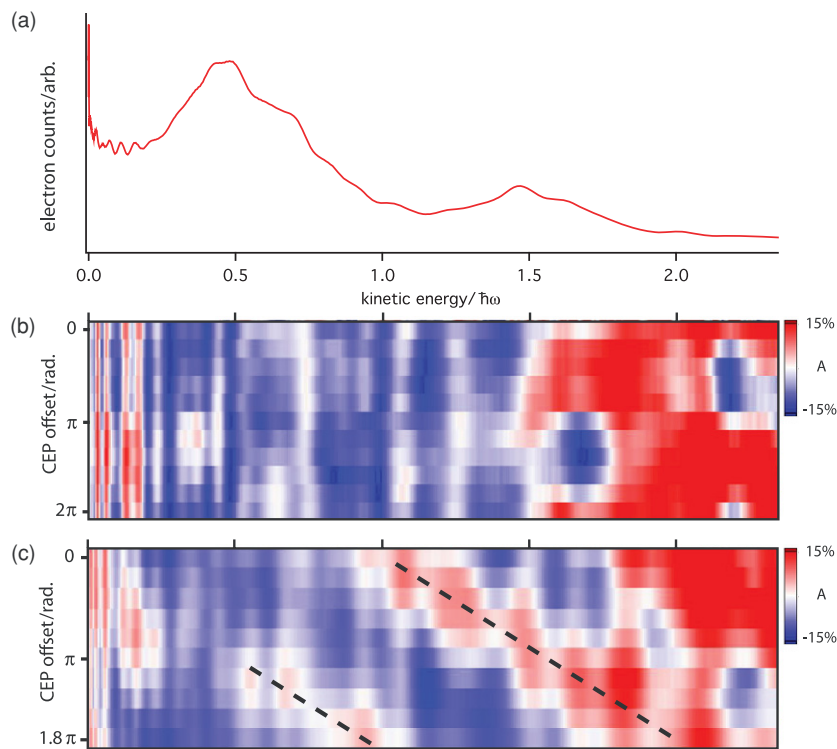 (a)
electron counts/arb.
0.0 0.5 1.0 1.5 2.0
kinetic energy/ħω
(b)
CEP offset/rad.
0
π
2π
15%
A
-15%
(c)
CEP offset/rad.
0
π
1.8 π
15%
A
-15%